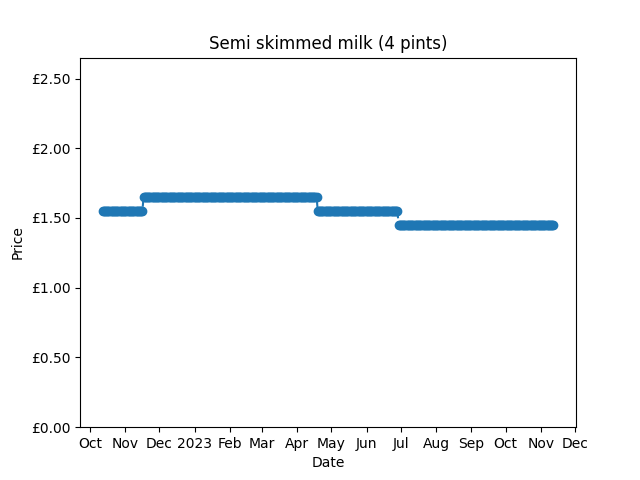 Semi skimmed milk (4 pints)
£2.50
£2.00
£1.50
£1.00
£0.50
£0.00
Price
Oct Nov Dec 2023 Feb Mar Apr May Jun Jul Aug Sep Oct Nov Dec
Date